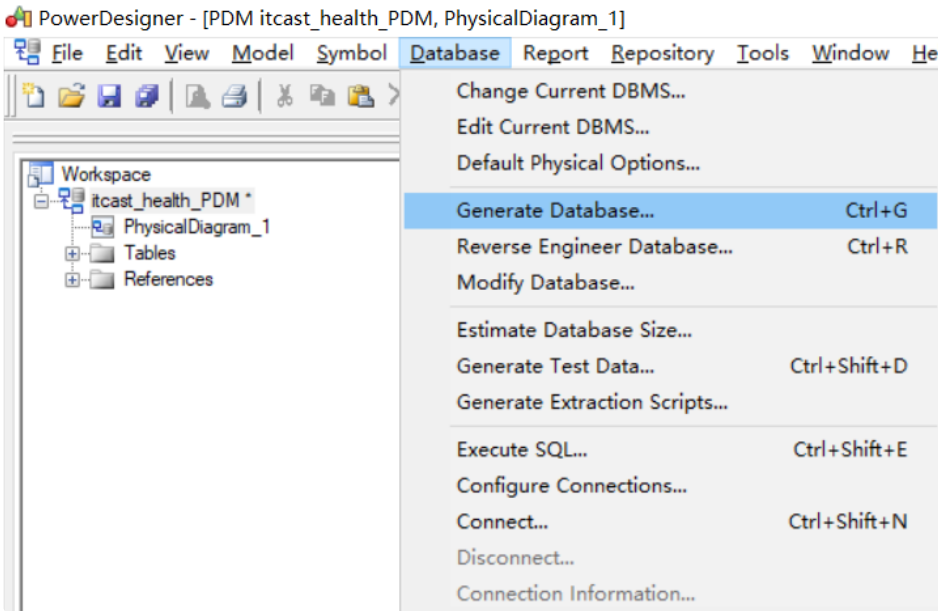 PowerDesigner - [PDM itcast_health_PDM, PhysicalDiagram_1]
File Edit View Model Symbol Database Report Repository Tools Window He
Change Current DBMS...
Edit Current DBMS...
Default Physical Options...
Workspace
itcast_health_PDM *
PhysicalDiagram_1
Tables
References
Generate Database... Ctrl+G
Reverse Engineer Database... Ctrl+R
Modify Database...
Estimate Database Size...
Generate Test Data... Ctrl+Shift+D
Generate Extraction Scripts...
Execute SQL... Ctrl+Shift+E
Configure Connections...
Connect... Ctrl+Shift+N
Disconnect...
Connection Information...